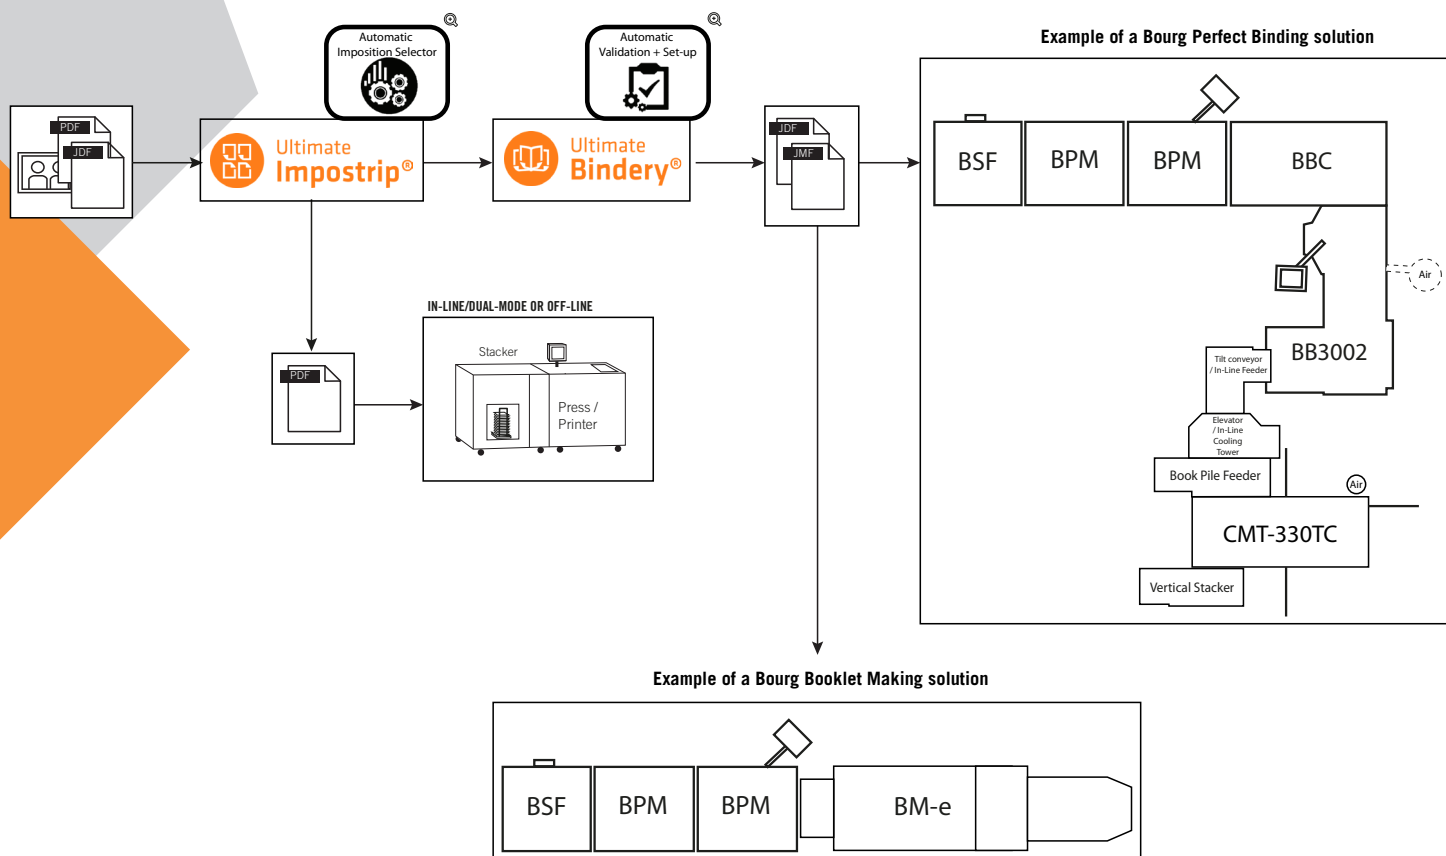 Automatic
Imposition Selector
Automatic
Validation + Set-up
Example of a Bourg Perfect Binding solution
PDF
JDF
Ultimate
Impostrip®
Ultimate
Bindery®
JDF
JMF
BSF
BPM
BPM
BBC
Air
IN-LINE/DUAL-MODE OR OFF-LINE
PDF
Stacker
Press /
Printer
BB3002
Tilt conveyor
/ In-Line Feeder
Elevator
/ In-Line
Cooling
Tower
Book Pile Feeder
Air
CMT-330TC
Vertical Stacker
Example of a Bourg Booklet Making solution
BSF
BPM
BPM
BM-e